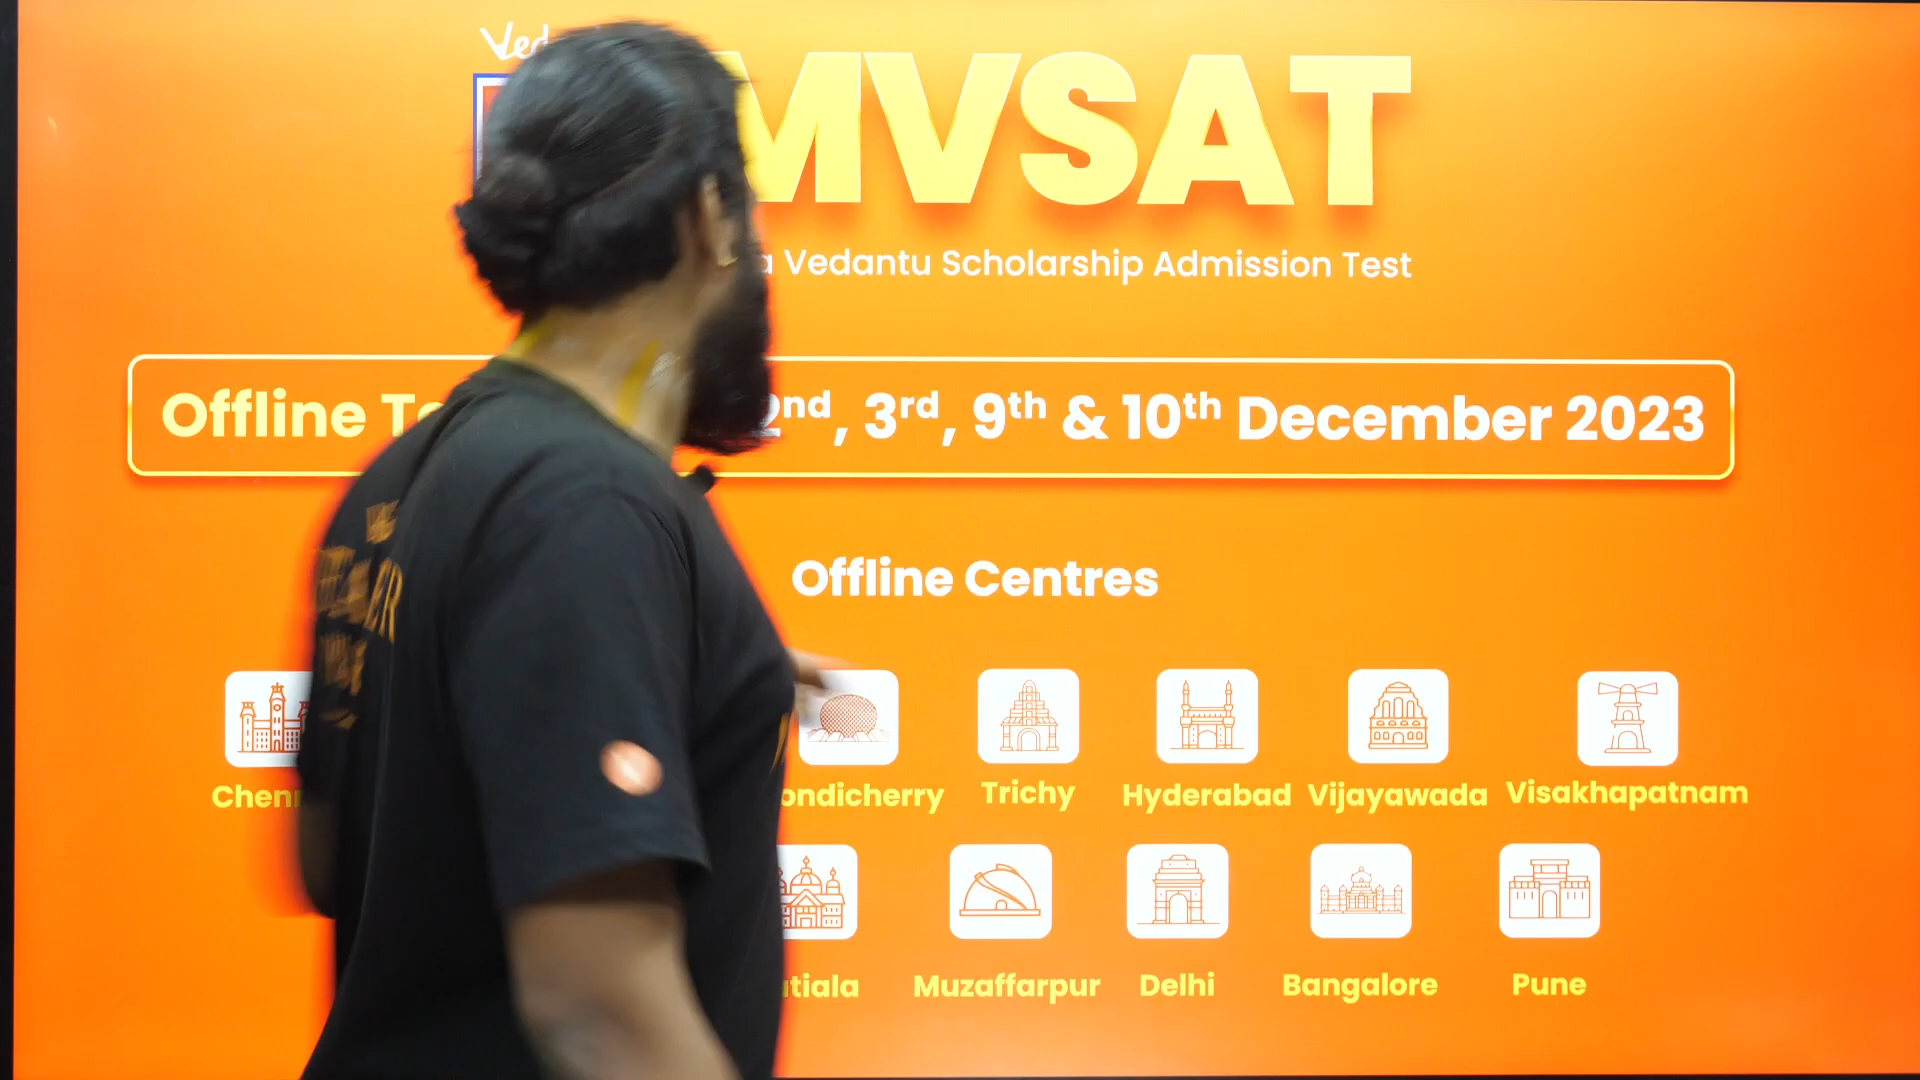 MVSAT
Vedantu Scholarship Admission Test
Offline 2nd, 3rd, 9th & 10th December 2023
Offline Centres
Trichy Hyderabad Vijayawada Visakhapatnam
Muzaffarpur Delhi Bangalore Pune